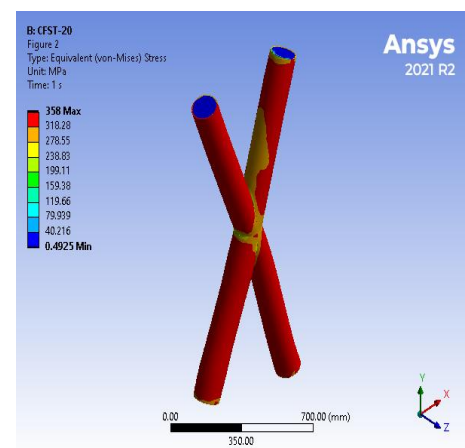 B: CFST-20
Figure 2
Type: Equivalent (von-Mises) Stress
Unit: MPa
Time: 1 s
358 Max
318.28
278.55
238.83
199.11
159.38
119.66
79.939
40.216
0.4925 Min
Ansys
2021 R2
Y
X
Z
0.00
700.00 (mm)
350.00